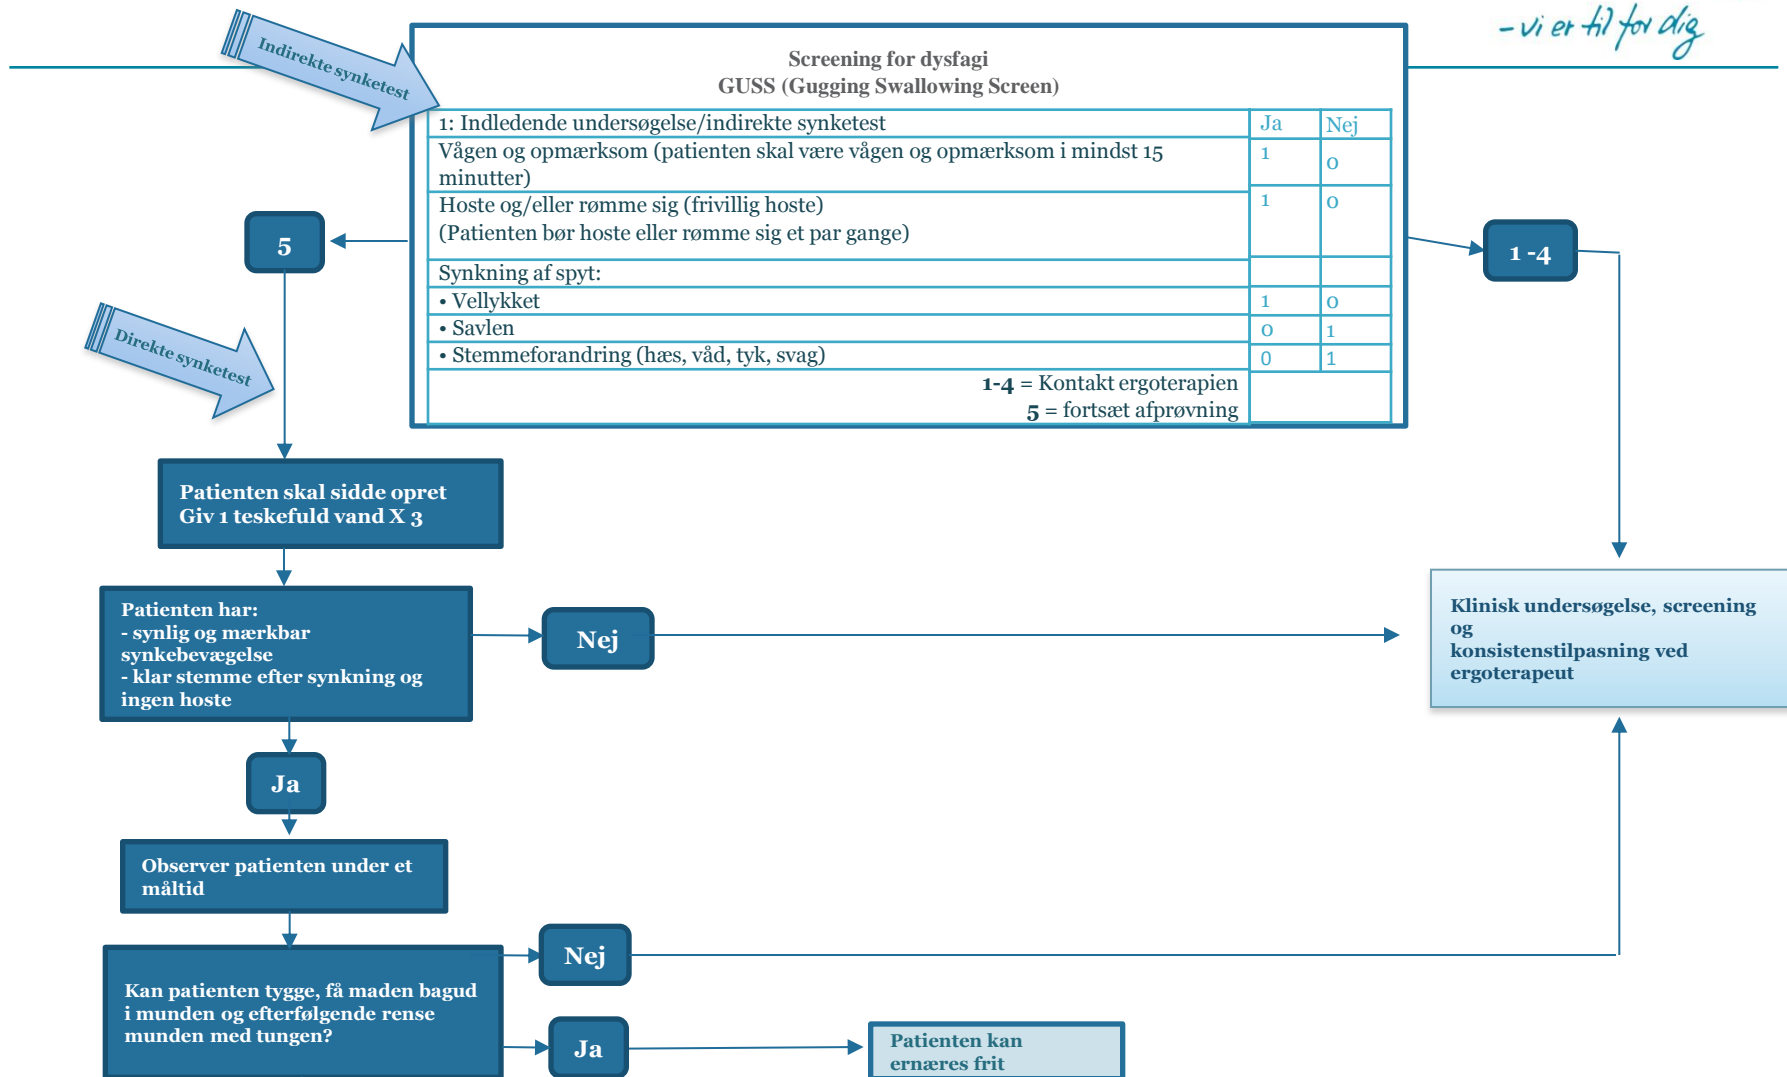 - vi er til for dig
Indirekte synketest
Screening for dysfagi
GUSS (Gugging Swallowing Screen)
1: Indledende undersøgelse/indirekte synketest Ja Nej
Vågen og opmærksom (patienten skal være vågen og opmærksom i mindst 15 1 0
minutter)
Hoste og/eller rømme sig (frivillig hoste) 1 0
(Patienten bør hoste eller rømme sig et par gange)
Synkning af spyt:
• Vellykket 1 0
• Savlen 0 1
• Stemmeforandring (hæs, våd, tyk, svag) 0 1
1-4 = Kontakt ergoterapien
5 = fortsæt afprøvning
5
1 -4
Direkte synketest
Patienten skal sidde opret
Giv 1 teskefuld vand X 3
Patienten har:
- synlig og mærkbar
synkebevægelse
- klar stemme efter synkning og
ingen hoste
Nej
Klinisk undersøgelse, screening
og
konsistenstilpasning ved
ergoterapeut
Ja
Observer patienten under et
måltid
Kan patienten tygge, få maden bagud
i munden og efterfølgende rense
munden med tungen?
Nej
Ja
Patienten kan
ernæres frit